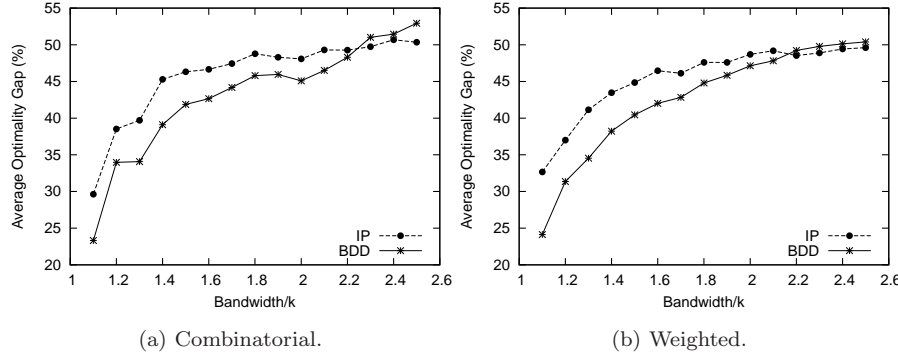 55
50
45
40
35
30
25
20
Average Optimality Gap (%)
1 1.2 1.4 1.6 1.8 2 2.2 2.4 2.6
Bandwidth/k
IP
BDD
(a) Combinatorial.
55
50
45
40
35
30
25
20
Average Optimality Gap (%)
1 1.2 1.4 1.6 1.8 2 2.2 2.4 2.6
Bandwidth/k
IP
BDD
(b) Weighted.